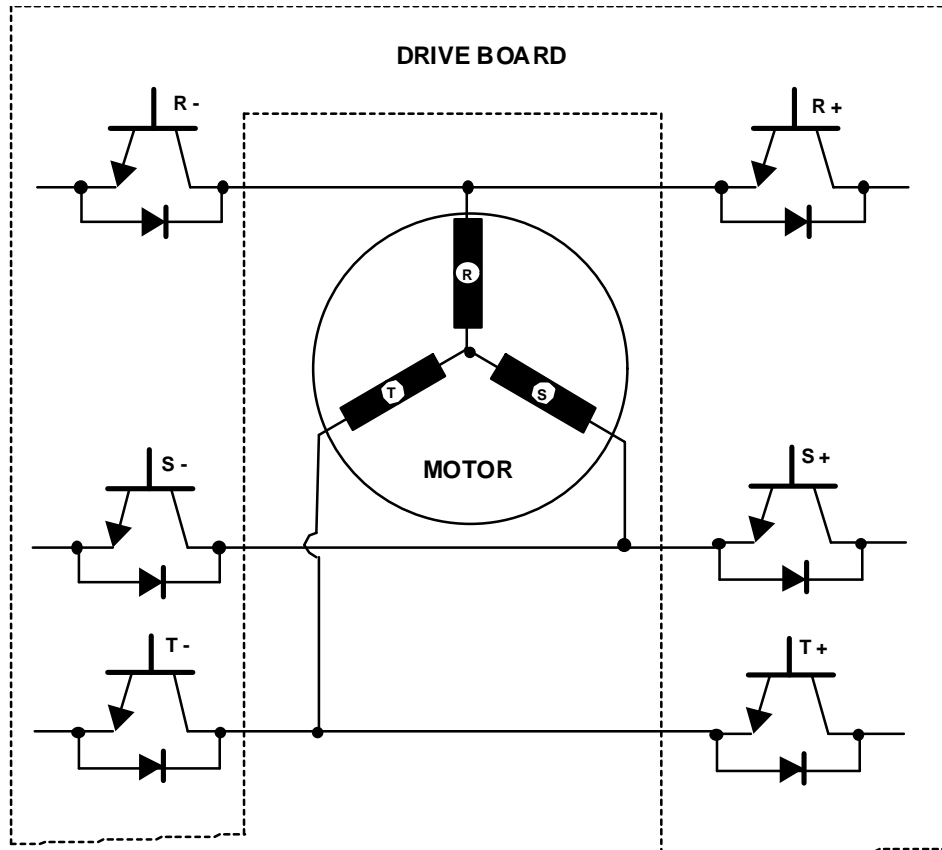 DRIVE BOARD
R -
R +
R
T
S
MOTOR
S -
S +
T -
T +